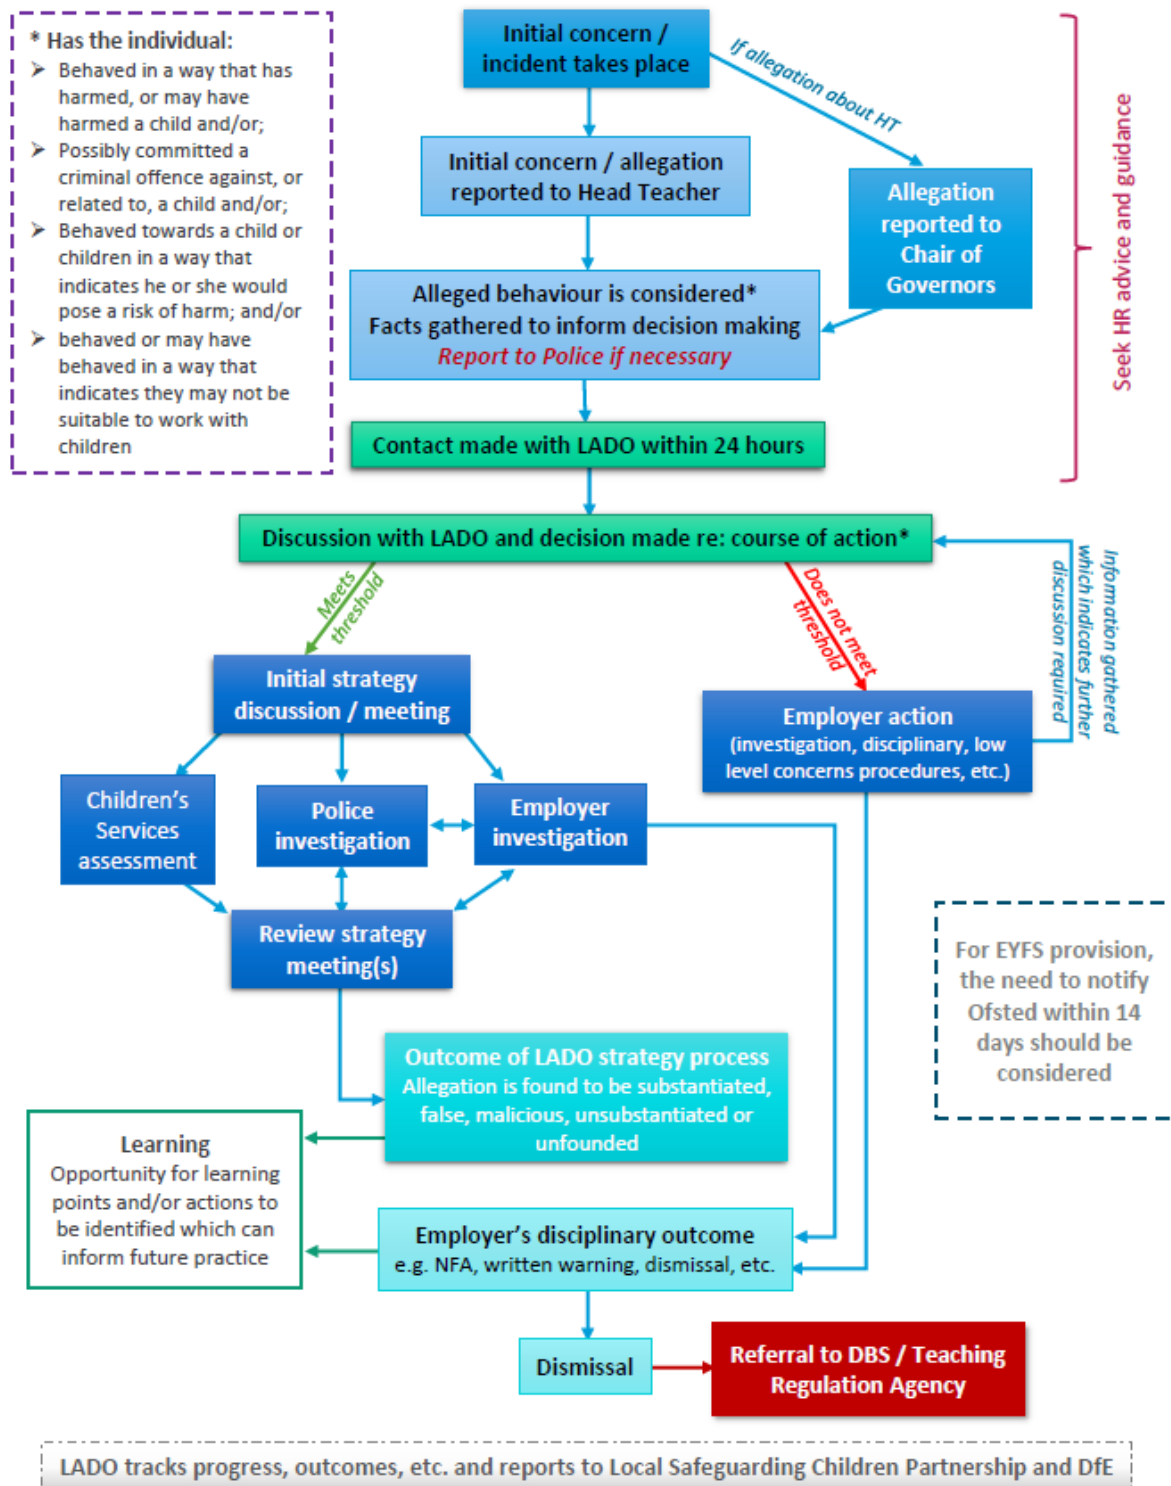 * Has the individual:
➢ Behaved in a way that has
harmed, or may have
harmed a child and/or;
➢ Possibly committed a
criminal offence against, or
related to, a child and/or;
➢ Behaved towards a child or
children in a way that
indicates he or she would
pose a risk of harm; and/or
➢ behaved or may have
behaved in a way that
indicates they may not be
suitable to work with
children
Initial concern /
incident takes place
If allegation about HT
Initial concern / allegation
reported to Head Teacher
Allegation
reported to
Chair of
Governors
Seek HR advice and guidance
Alleged behaviour is considered*
Facts gathered to inform decision making
Report to Police if necessary
Contact made with LADO within 24 hours
Discussion with LADO and decision made re: course of action*
Meets
threshold
Does not meet
threshold
Information gathered
which indicates further
discussion required
Initial strategy
discussion / meeting
Employer action
(investigation, disciplinary, low
level concerns procedures, etc.)
Children's
Services
assessment
Police
investigation
Employer
investigation
Review strategy
meeting(s)
For EYFS provision,
the need to notify
Ofsted within 14
days should be
considered
Outcome of LADO strategy process
Allegation is found to be substantiated,
false, malicious, unsubstantiated or
unfounded
Learning
Opportunity for learning
points and/or actions to
be identified which can
inform future practice
Employer's disciplinary outcome
e.g. NFA, written warning, dismissal, etc.
Dismissal
Referral to DBS / Teaching
Regulation Agency
LADO tracks progress, outcomes, etc. and reports to Local Safeguarding Children Partnership and DfE